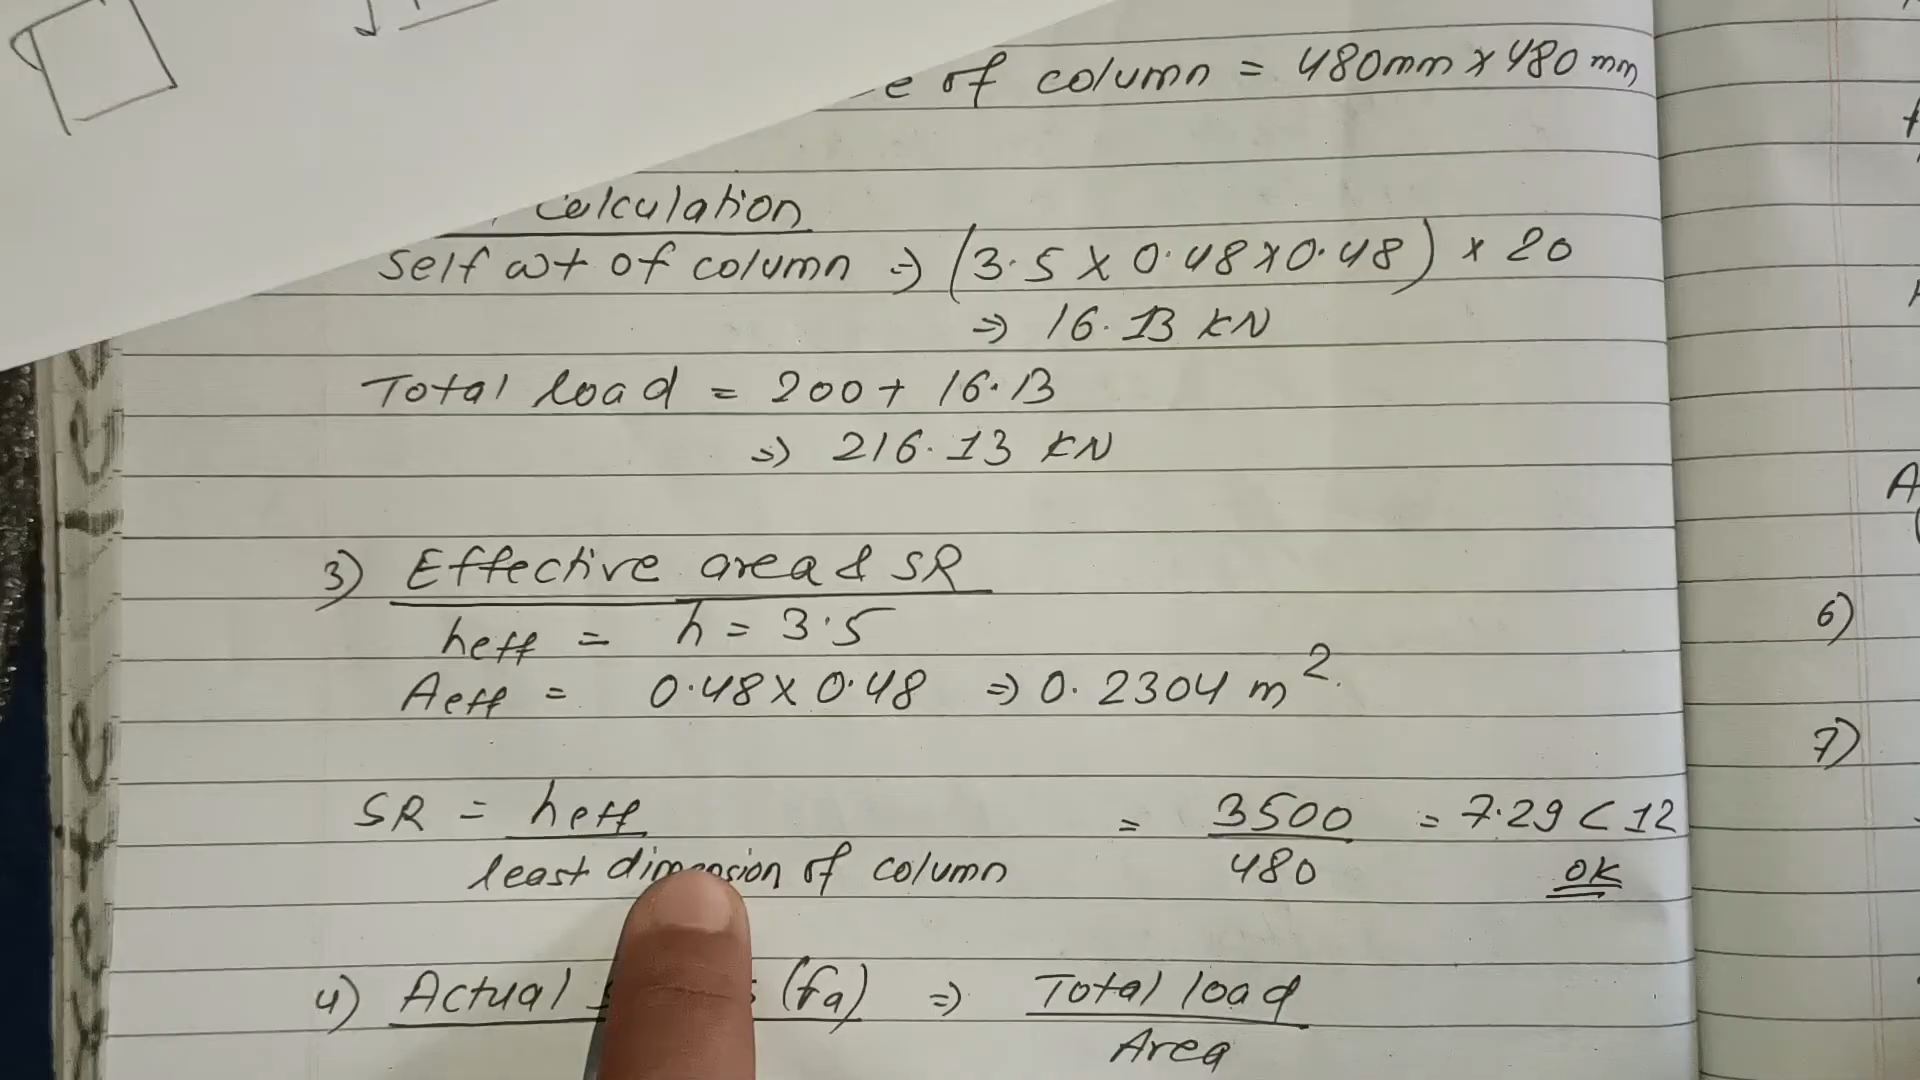 of column = 480mm x 480 mm
calculation
self wt of column => (3.5 x 0.48 x 0.48) x 20
=> 16.13 KN
Total load = 200 + 16.13
=> 216.13 KN
3) Effective area & SR
heff = h = 3.5
Aeff = 0.48 x 0.48 => 0.2304 m².
SR = heff / least dimension of column = 3500 / 480 = 7.29 < 12
OK
4) Actual (fa) => Total load / Area
6)
7)